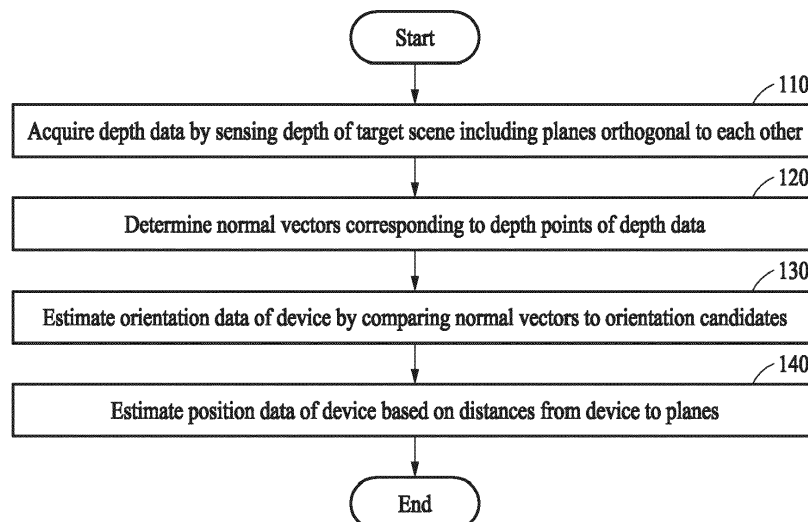 Start
110
Acquire depth data by sensing depth of target scene including planes orthogonal to each other
120
Determine normal vectors corresponding to depth points of depth data
130
Estimate orientation data of device by comparing normal vectors to orientation candidates
140
Estimate position data of device based on distances from device to planes
End